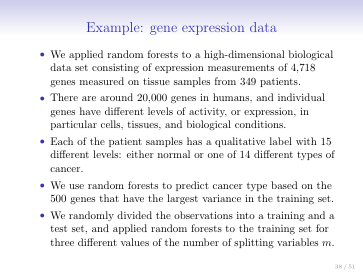 Example: gene expression data
• We applied random forests to a high-dimensional biological
data set consisting of expression measurements of 4,718
genes measured on tissue samples from 349 patients.
• There are around 20,000 genes in humans, and individual
genes have different levels of activity, or expression, in
particular cells, tissues, and biological conditions.
• Each of the patient samples has a qualitative label with 15
different levels: either normal or one of 14 different types of
cancer.
• We use random forests to predict cancer type based on the
500 genes that have the largest variance in the training set.
• We randomly divided the observations into a training and a
test set, and applied random forests to the training set for
three different values of the number of splitting variables m.
38 / 51